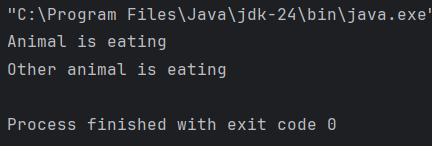 "C:\Program Files\Java\jdk-24\bin\java.exe"
Animal is eating
Other animal is eating
Process finished with exit code 0